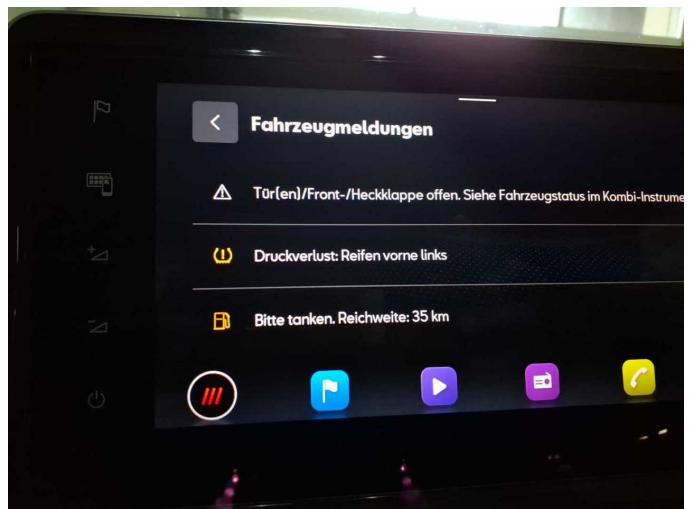 Fahrzeugmeldungen
Tür(en)/Front-/Heckklappe offen. Siehe Fahrzeugstatus im Kombi-Instrume
Druckverlust: Reifen vorne links
Bitte tanken. Reichweite: 35 km